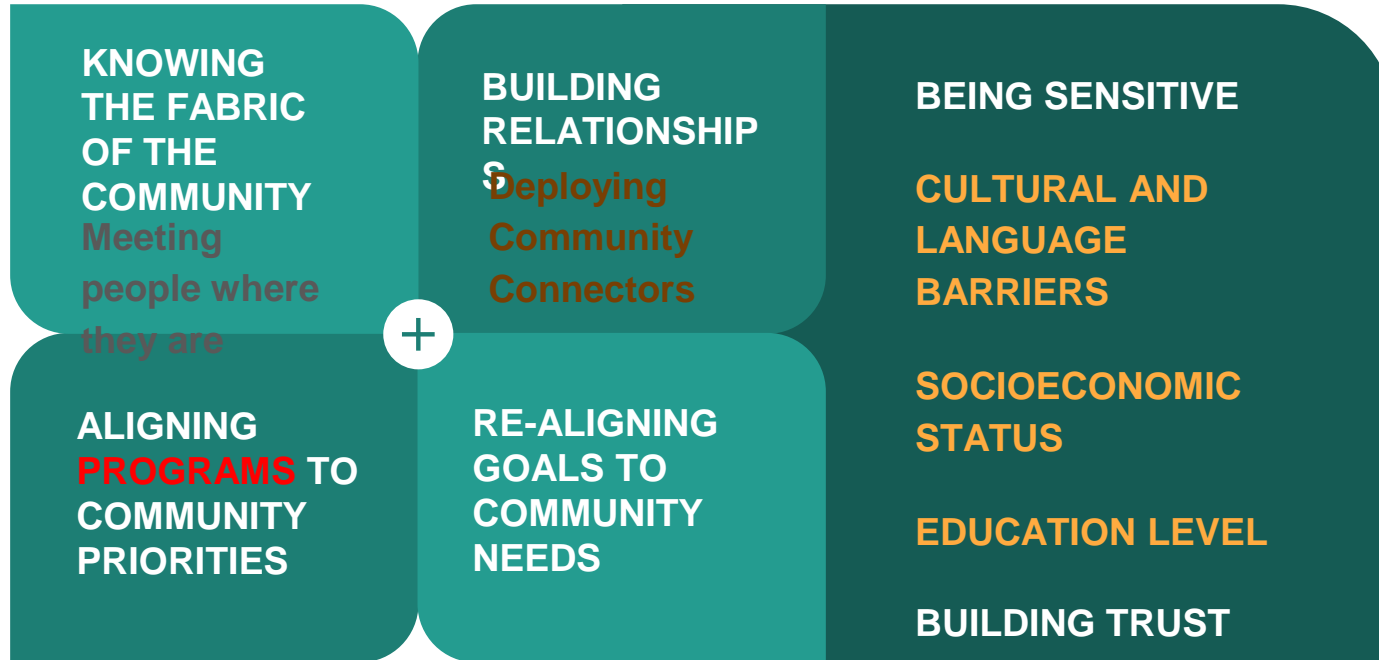 KNOWING
THE FABRIC
OF THE
COMMUNITY
Meeting
people where
they are
BUILDING
RELATIONSHIP
S
Deploying
Community
Connectors
ALIGNING
PROGRAMS TO
COMMUNITY
PRIORITIES
RE-ALIGNING
GOALS TO
COMMUNITY
NEEDS
BEING SENSITIVE
CULTURAL AND
LANGUAGE
BARRIERS
SOCIOECONOMIC
STATUS
EDUCATION LEVEL
BUILDING TRUST